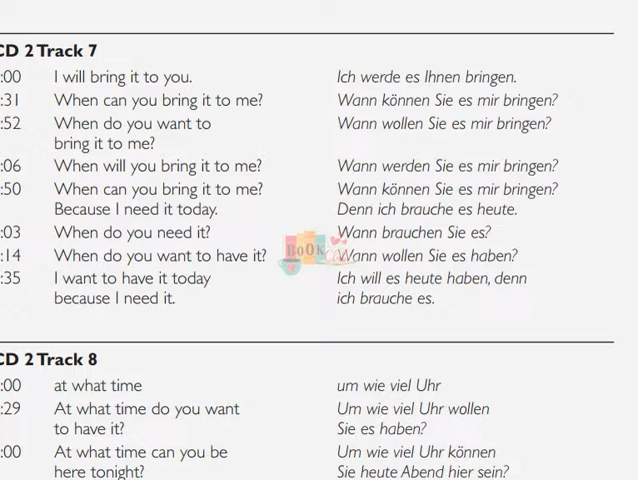 CD 2 Track 7
:00 I will bring it to you. Ich werde es Ihnen bringen.
:31 When can you bring it to me? Wann können Sie es mir bringen?
:52 When do you want to Wann wollen Sie es mir bringen?
bring it to me?
:06 When will you bring it to me? Wann werden Sie es mir bringen?
:50 When can you bring it to me? Wann können Sie es mir bringen?
Because I need it today. Denn ich brauche es heute.
:03 When do you need it? Wann brauchen Sie es?
:14 When do you want to have it? Wann wollen Sie es haben?
:35 I want to have it today Ich will es heute haben, denn
because I need it. ich brauche es.
BOOK
CD 2 Track 8
:00 at what time um wie viel Uhr
:29 At what time do you want Um wie viel Uhr wollen
to have it? Sie es haben?
:00 At what time can you be Um wie viel Uhr können
here tonight? Sie heute Abend hier sein?